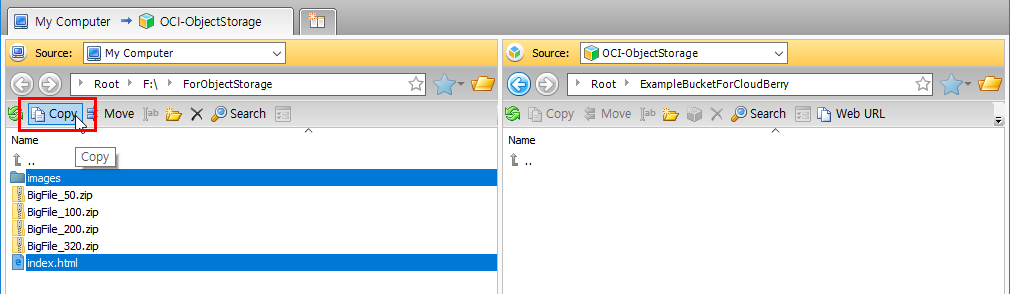 My Computer → OCI-ObjectStorage
Source: My Computer
Root F:\ ForObjectStorage
Copy Move Search
Copy
Name
..
images
BigFile_50.zip
BigFile_100.zip
BigFile_200.zip
BigFile_320.zip
index.html
Source: OCI-ObjectStorage
Root ExampleBucketForCloudBerry
Copy Move Search Web URL
Name
..